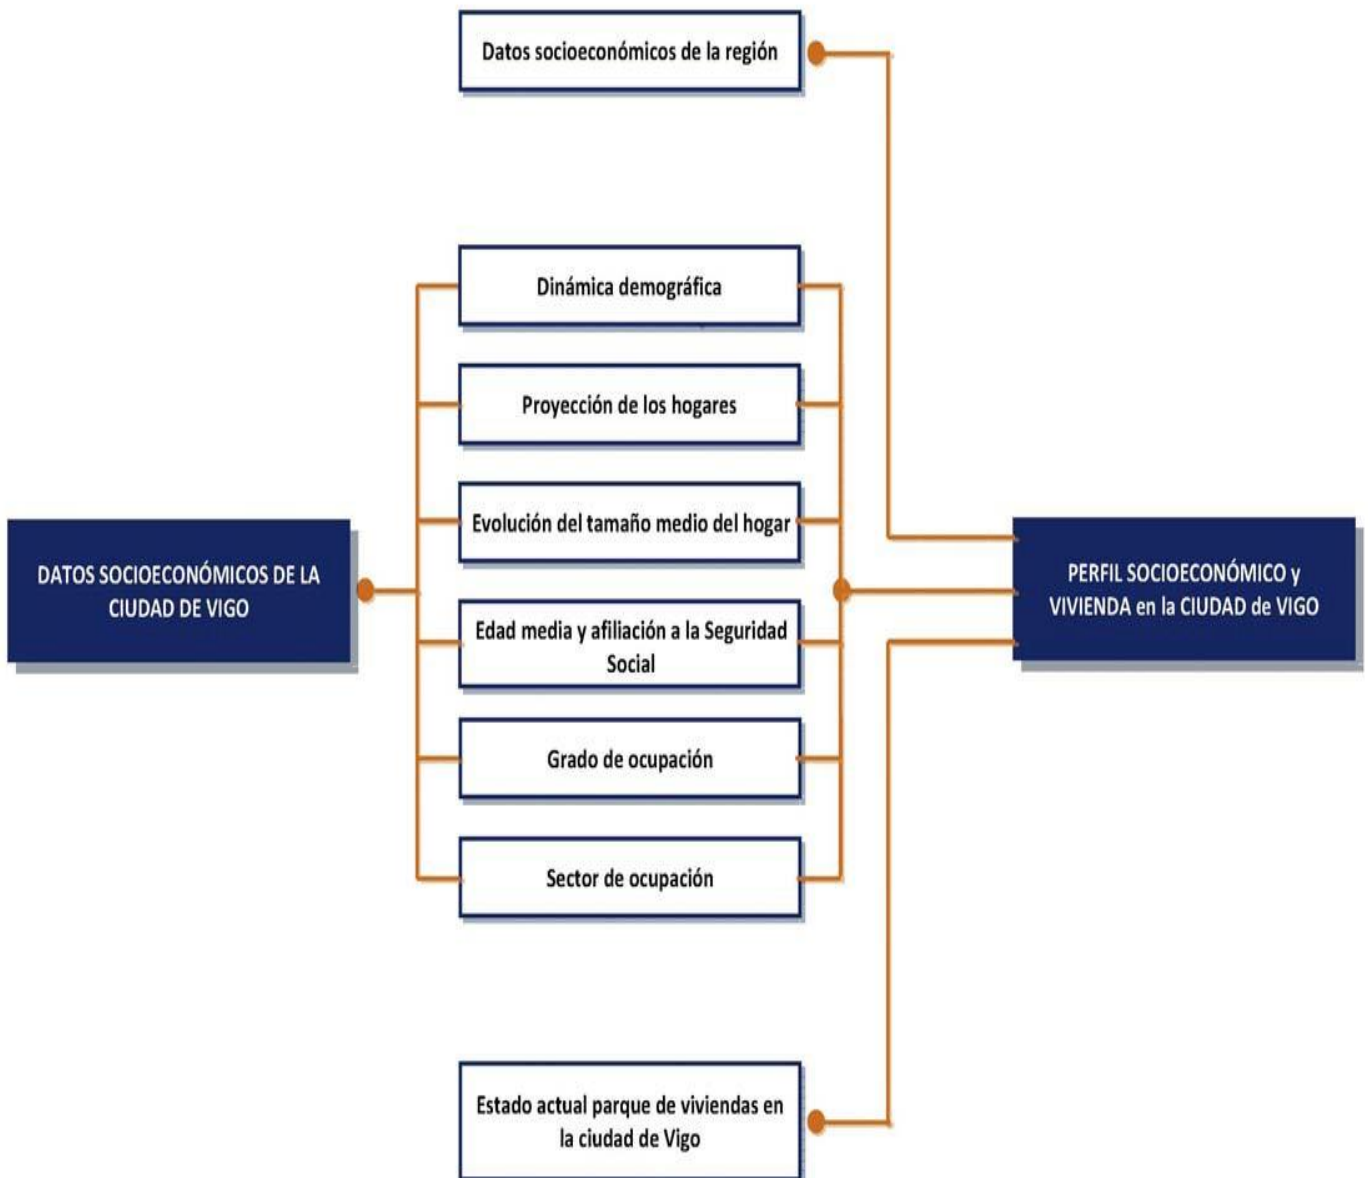 Datos socioeconómicos de la región
Dinámica demográfica
Proyección de los hogares
Evolución del tamaño medio del hogar
DATOS SOCIOECONÓMICOS DE LA
CIUDAD DE VIGO
PERFIL SOCIOECONÓMICO y
VIVIENDA en la CIUDAD de VIGO
Edad media y afiliación a la Seguridad
Social
Grado de ocupación
Sector de ocupación
Estado actual parque de viviendas en
la ciudad de Vigo